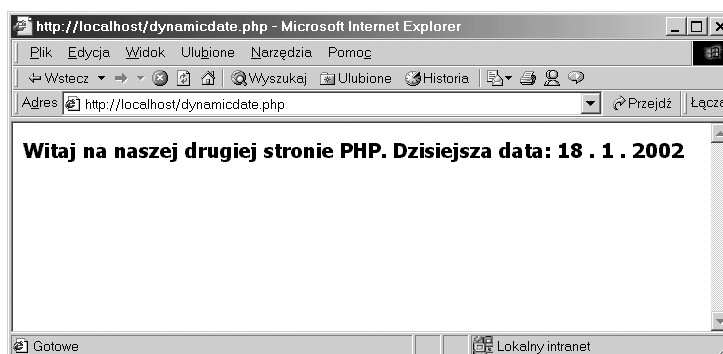 http://localhost/dynamicdate.php - Microsoft Internet Explorer
Plik Edycja Widok Ulubione Narzędzia Pomoc
Wstecz Wyszukaj Ulubione Historia
Adres http://localhost/dynamicdate.php Przejdź Łącza
Witaj na naszej drugiej stronie PHP. Dzisiejsza data: 18 . 1 . 2002
Gotowe Lokalny intranet